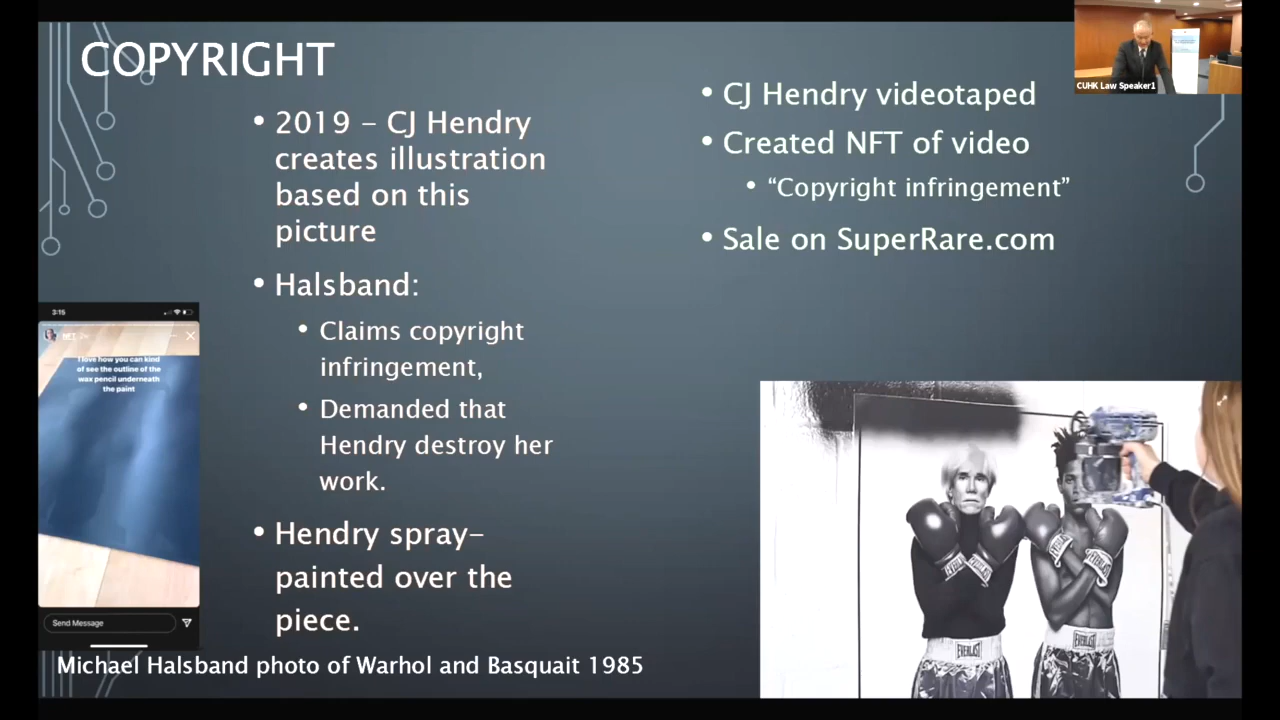 COPYRIGHT
• 2019 – CJ Hendry
creates illustration
based on this
picture
• Halsband:
• Claims copyright
infringement,
• Demanded that
Hendry destroy her
work.
• Hendry spray-
painted over the
piece.
• CJ Hendry videotaped
• Created NFT of video
• “Copyright infringement”
• Sale on SuperRare.com
CUHK Law Speaker1
3:15
I love how you can kind
of see the outline of the
wax pencil underneath
the paint
Send Message
Michael Halsband photo of Warhol and Basquait 1985
EVERLAST
EVERLAST